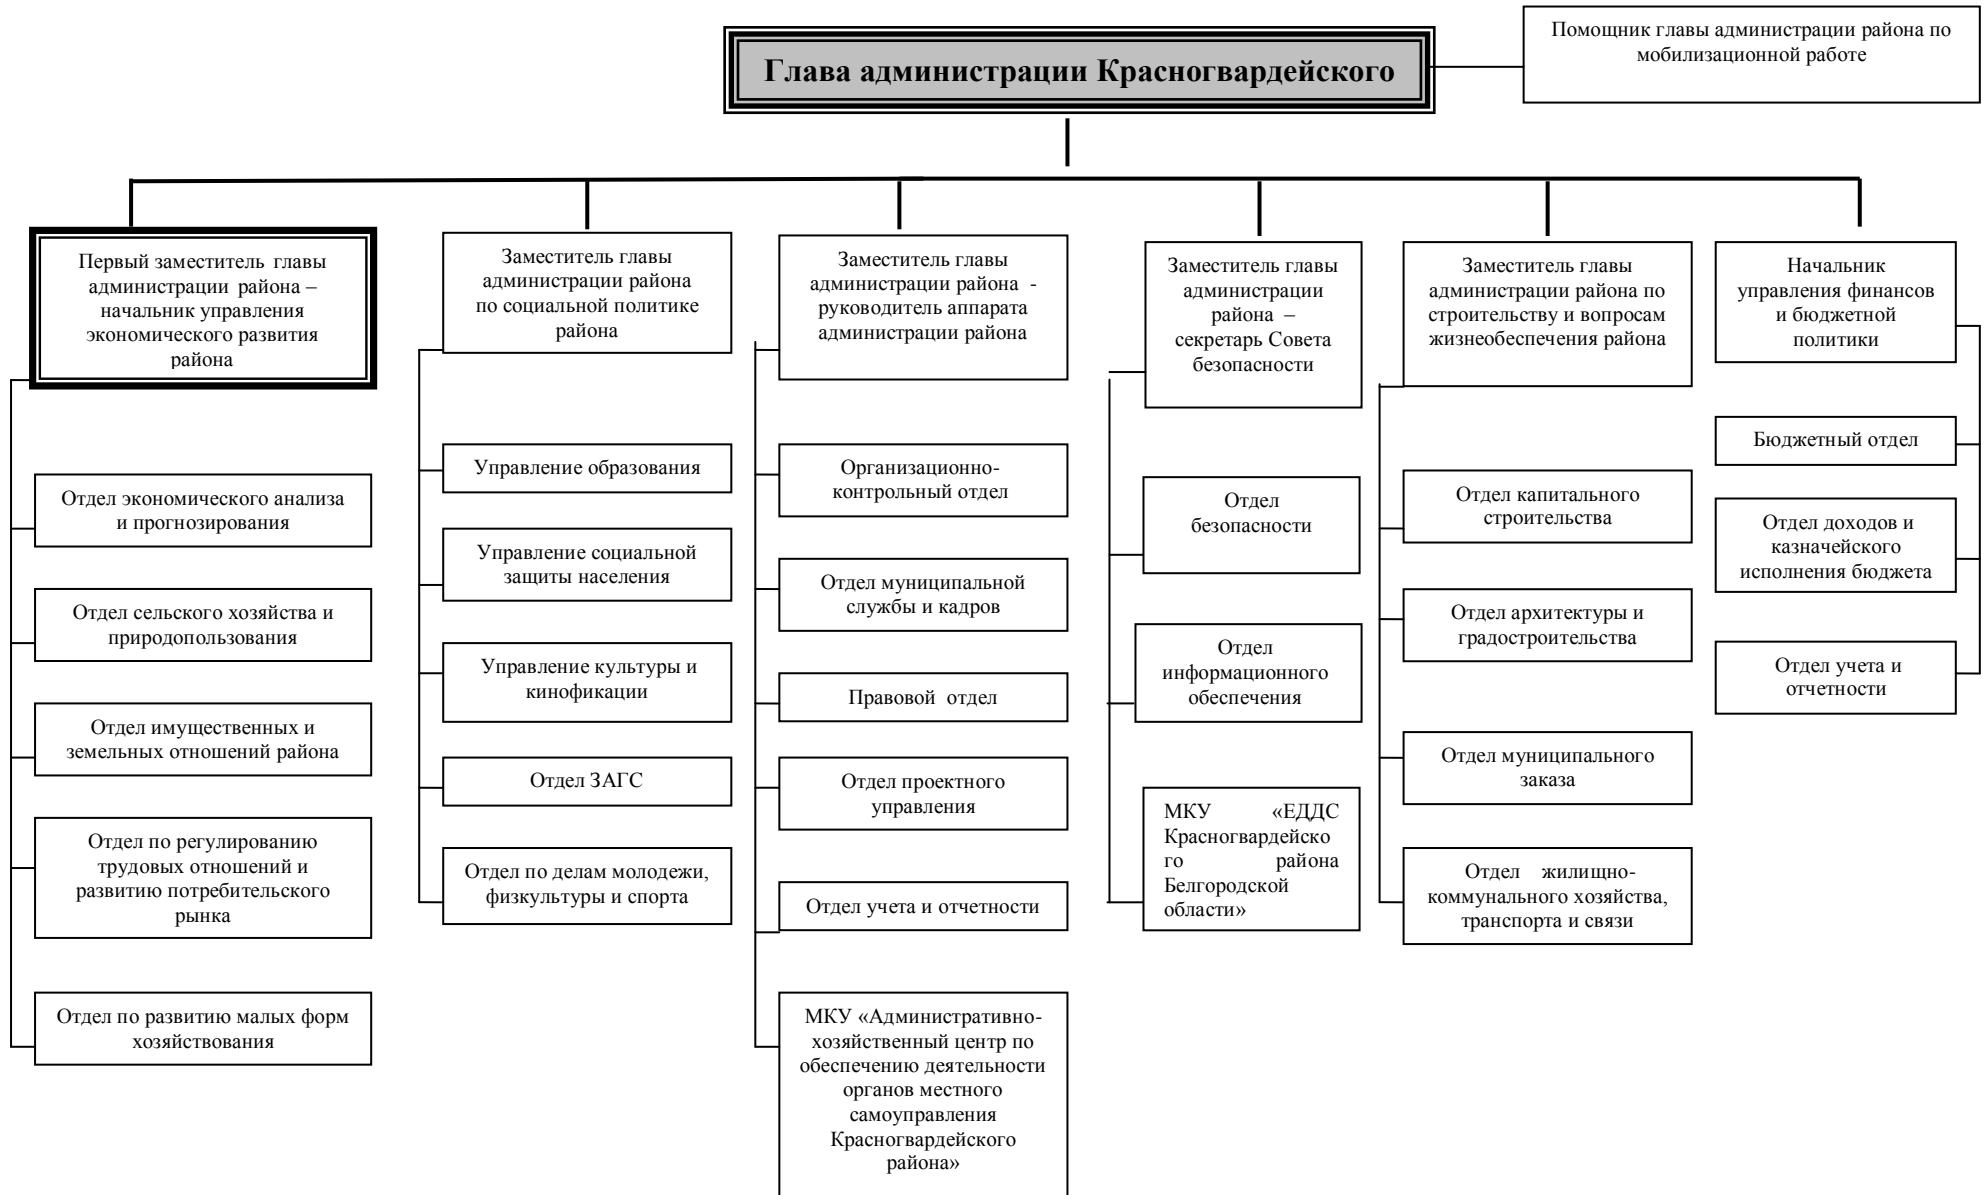 Помощник главы администрации района по
мобилизационной работе
Глава администрации Красногвардейского
Первый заместитель главы
администрации района –
начальник управления
экономического развития
района
Отдел экономического анализа
и прогнозирования
Отдел сельского хозяйства и
природопользования
Отдел имущественных и
земельных отношений района
Отдел по регулированию
трудовых отношений и
развитию потребительского
рынка
Отдел по развитию малых форм
хозяйствования
Заместитель главы
администрации района
по социальной политике
района
Управление образования
Управление социальной
защиты населения
Управление культуры и
кинофикации
Отдел ЗАГС
Отдел по делам молодежи,
физкультуры и спорта
Заместитель главы
администрации района -
руководитель аппарата
администрации района
Организационно-
контрольный отдел
Отдел муниципальной
службы и кадров
Правовой отдел
Отдел проектного
управления
Отдел учета и отчетности
МКУ «Административно-
хозяйственный центр по
обеспечению деятельности
органов местного
самоуправления
Красногвардейского
района»
Заместитель главы
администрации
района –
секретарь Совета
безопасности
Отдел
безопасности
Отдел
информационного
обеспечения
МКУ «ЕДДС
Красногвардейско
го района
Белгородской
области»
Заместитель главы
администрации района по
строительству и вопросам
жизнеобеспечения района
Отдел капитального
строительства
Отдел архитектуры и
градостроительства
Отдел муниципального
заказа
Отдел жилищно-
коммунального хозяйства,
транспорта и связи
Начальник
управления финансов
и бюджетной
политики
Бюджетный отдел
Отдел доходов и
казначейского
исполнения бюджета
Отдел учета и
отчетности